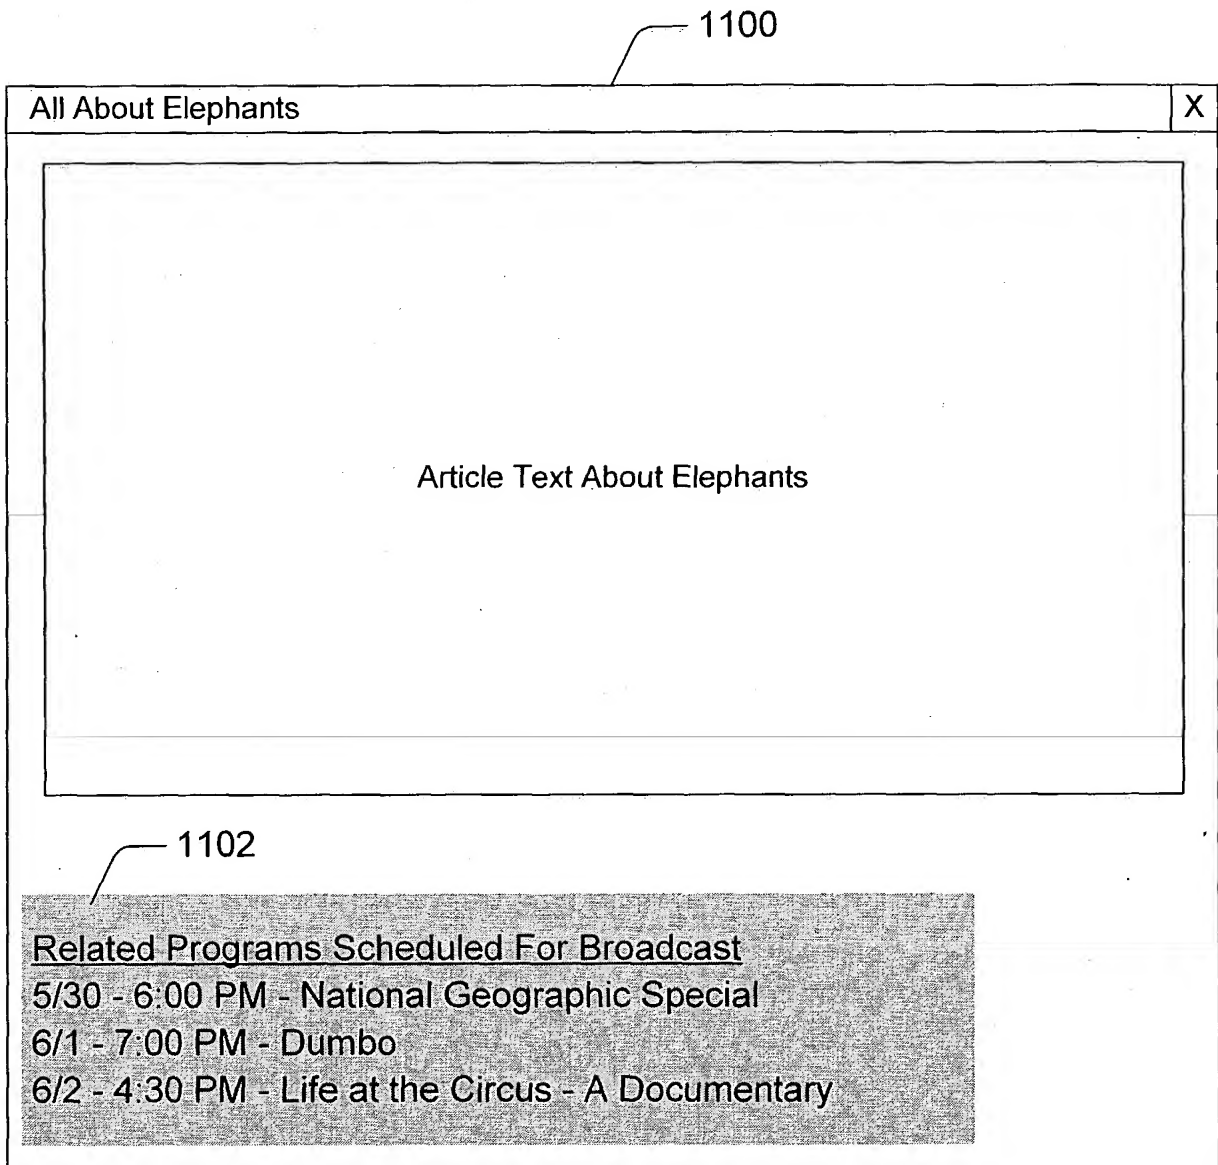 1100
All About Elephants X
Article Text About Elephants
1102
Related Programs Scheduled For Broadcast
5/30 - 6:00 PM - National Geographic Special
6/1 - 7:00 PM - Dumbo
6/2 - 4:30 PM - Life at the Circus - A Documentary